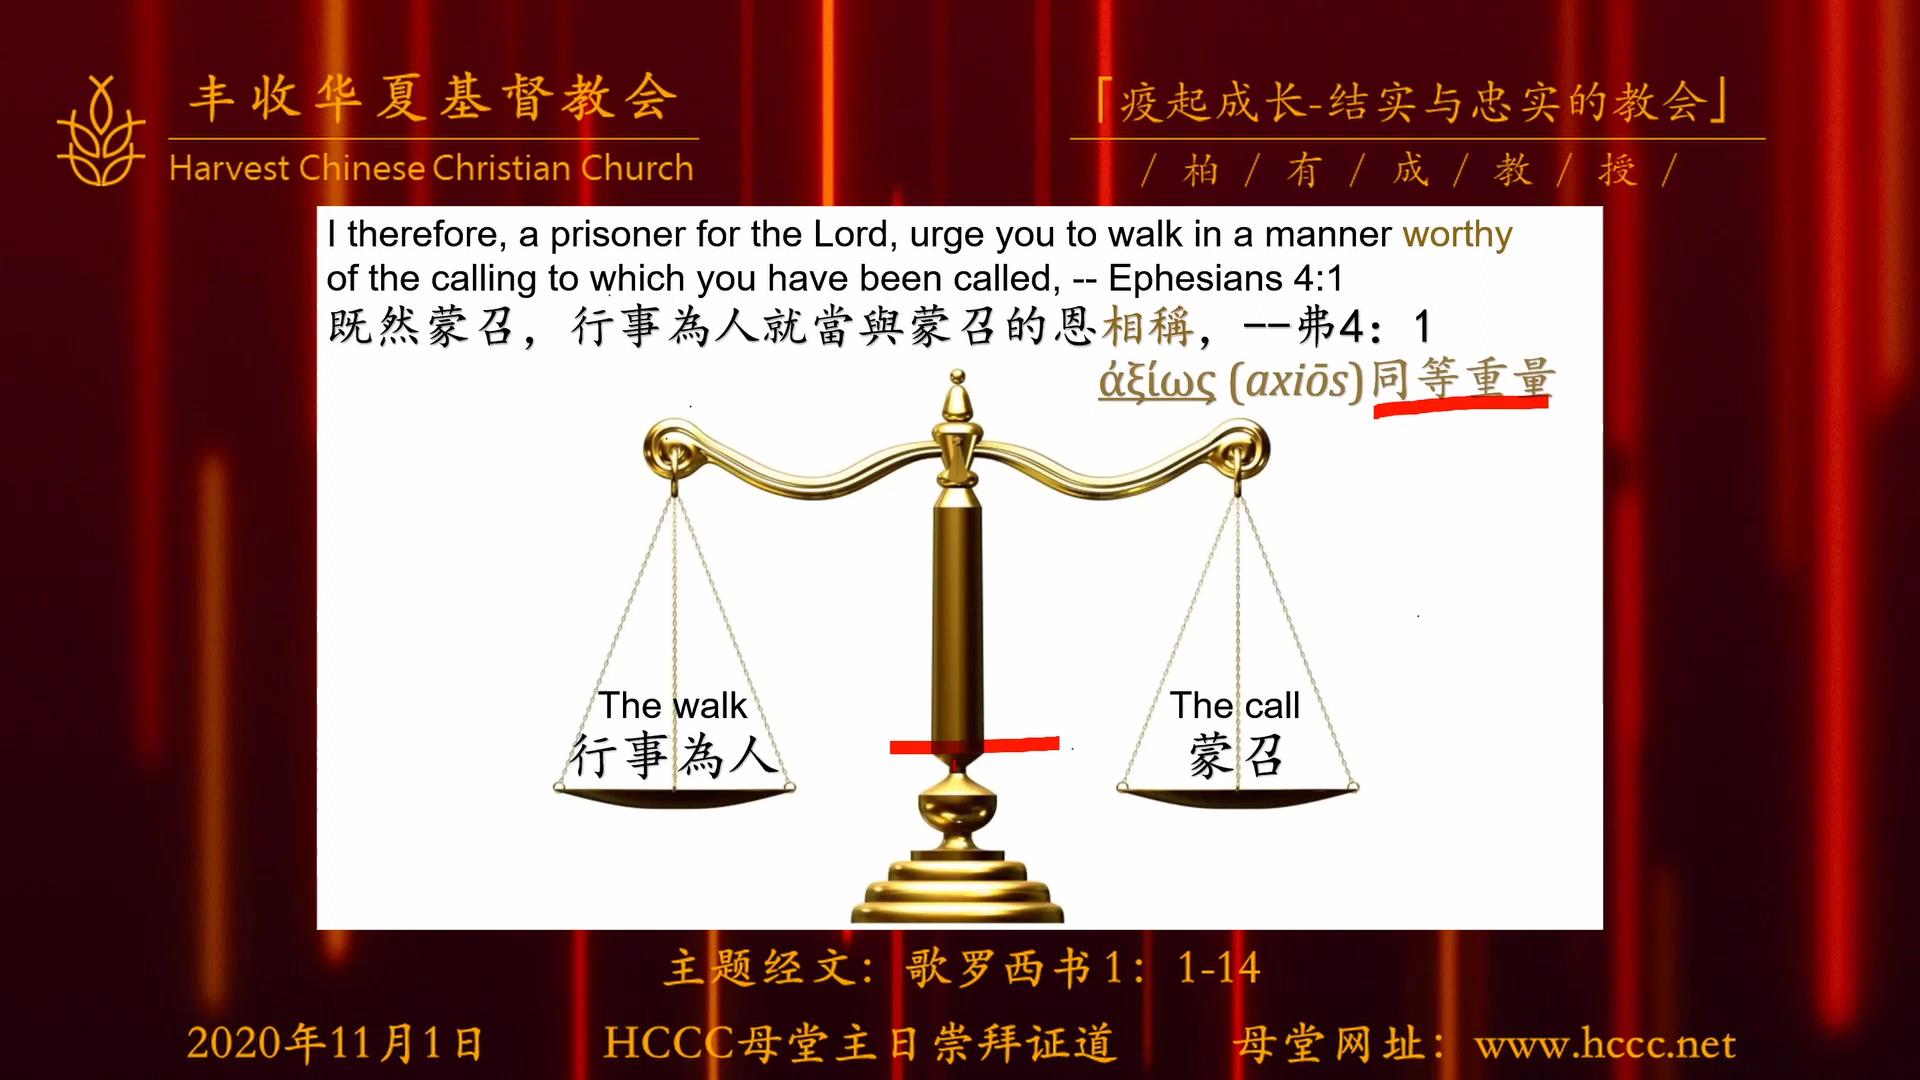 丰收华夏基督教会
Harvest Chinese Christian Church
「疫起成长-结实与忠实的教会」
/ 柏 / 有 / 成 / 教 / 授 /
I therefore, a prisoner for the Lord, urge you to walk in a manner worthy
of the calling to which you have been called, -- Ephesians 4:1
既然蒙召，行事為人就當與蒙召的恩相稱，--弗4：1
ἀξίως (axiōs)同等重量
The walk
行事為人
The call
蒙召
主题经文：歌罗西书1：1-14
2020年11月1日
HCCC母堂主日崇拜证道
母堂网址：www.hccc.net